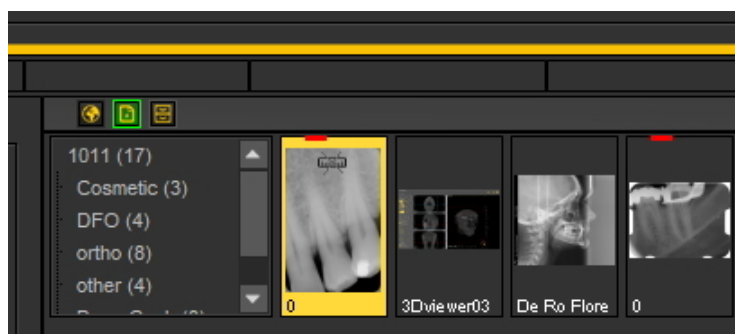 1011 (17)
Cosmetic (3)
DFO (4)
ortho (8)
other (4)
0
3Dviewer03
De Ro Flore
0